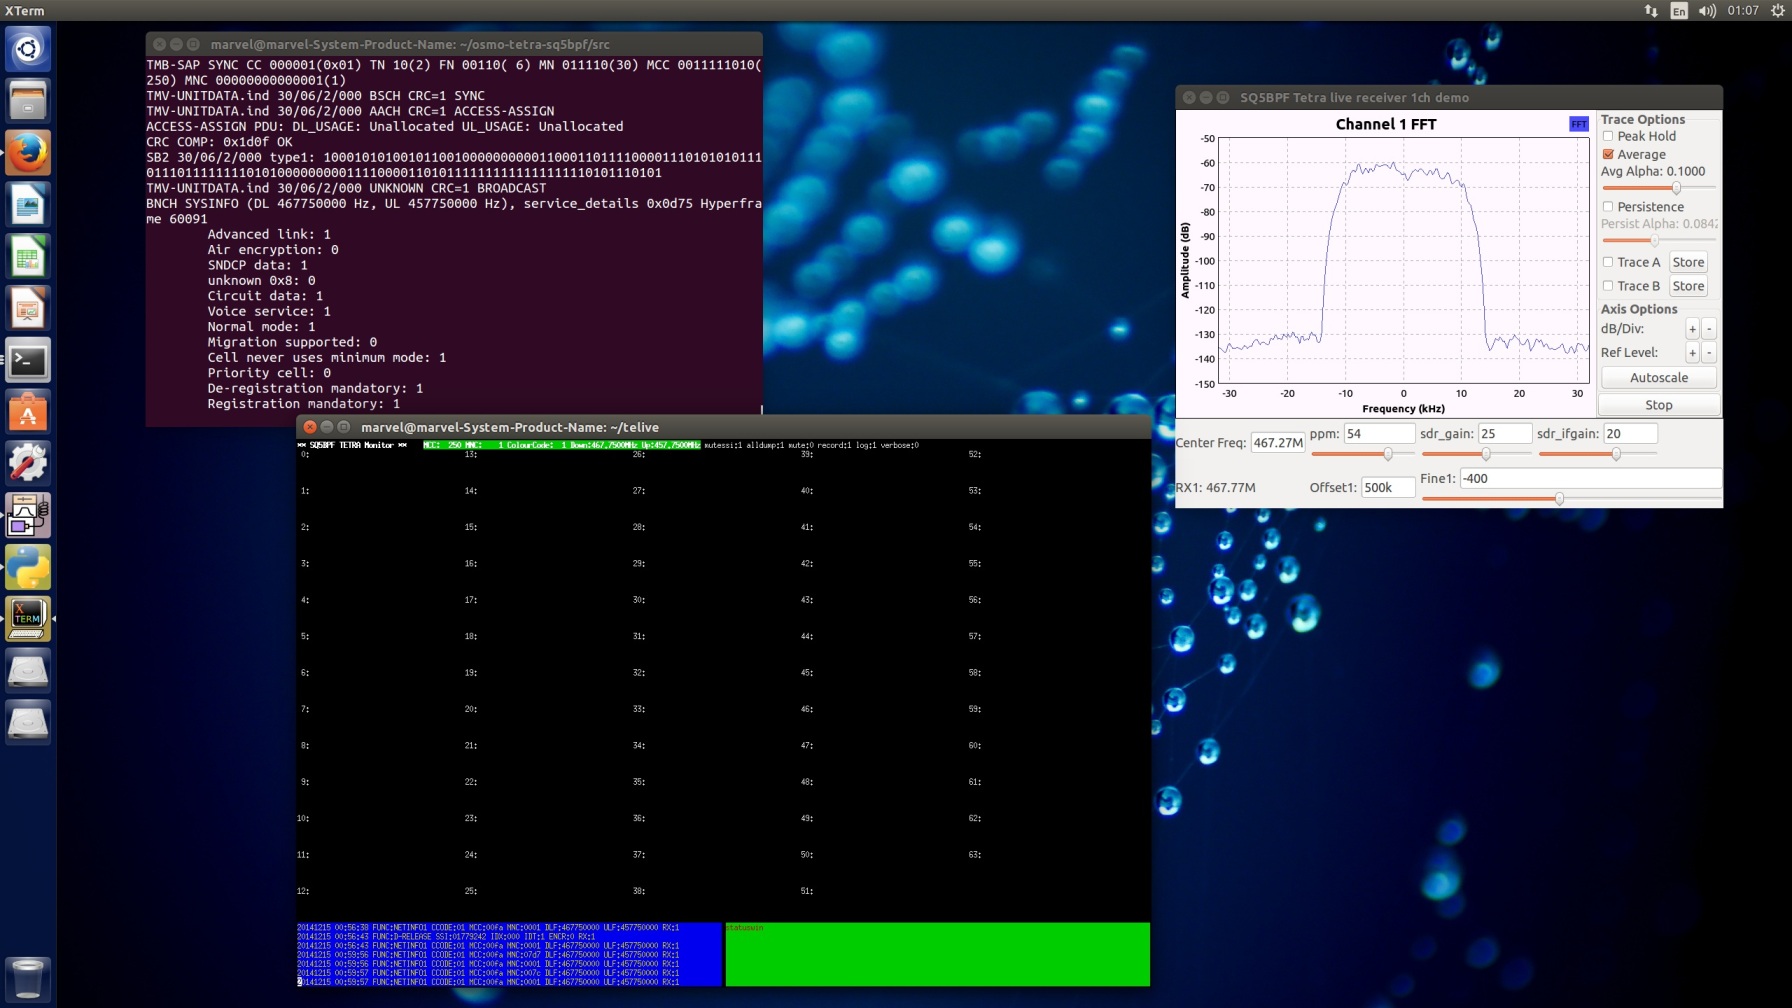 XTerm
En
01:07
marvel@marvel-System-Product-Name: ~/osmo-tetra-sq5bpf/src
TMB-SAP SYNC CC 000001(0x01) TN 10(2) FN 00110( 6) MN 011110(30) MCC 0011111010(
250) MNC 00000000000001(1)
TMV-UNITDATA.ind 30/06/2/000 BSCH CRC=1 SYNC
TMV-UNITDATA.ind 30/06/2/000 AACH CRC=1 ACCESS-ASSIGN
ACCESS-ASSIGN PDU: DL_USAGE: Unallocated UL_USAGE: Unallocated
CRC COMP: 0x1d0f OK
SB2 30/06/2/000 type1:
TMV-UNITDATA.ind 30/06/2/000 UNKNOWN CRC=1 BROADCAST
BNCH SYSINFO (DL 467750000 Hz, UL 457750000 Hz), service_details 0x0d75 Hyperfra
me 60091
Advanced link: 1
Air encryption: 0
SNDCP data: 1
unknown 0x8: 0
Circuit data: 1
Voice service: 1
Normal mode: 1
Migration supported: 0
Cell never uses minimum mode: 1
Priority cell: 0
De-registration mandatory: 1
Registration mandatory: 1
SQ5BPF Tetra live receiver 1ch demo
Channel 1 FFT
FFT
Amplitude (dB)
-50
-60
-70
-80
-90
-100
-110
-120
-130
-140
-150
-30 -20 -10 0 10 20 30
Frequency (kHz)
Trace Options
Peak Hold
Average
Avg Alpha: 0.1000
Persistence
Persist Alpha: 0.084
Trace A Store
Trace B Store
Axis Options
dB/Div: + -
Ref Level: + -
Autoscale
Stop
Center Freq: 467.27M ppm: 54 sdr_gain: 25 sdr_ifgain: 20
RX1: 467.77M Offset1: 500k Fine1: -400
X
TERM
marvel@marvel-System-Product-Name: ~/telive
** SQ5BPF TETRA Monitor ** MCC: 250 MNC: 1 ColourCode: 1 Down:467.7500MHz Up:457.7500MHz mutessi:1 alldump:1 mute:0 record:1 log:1 verbose:0
0: 13: 26: 39: 52:
1: 14: 27: 40: 53:
2: 15: 28: 41: 54:
3: 16: 29: 42: 55:
4: 17: 30: 43: 56:
5: 18: 31: 44: 57:
6: 19: 32: 45: 58:
7: 20: 33: 46: 59:
8: 21: 34: 47: 60:
9: 22: 35: 48: 61:
10: 23: 36: 49: 62:
11: 24: 37: 50: 63:
12: 25: 38: 51:
20141215 00:56:38 FUNC:NETINFO1 CCODE:01 MCC:00fa MNC:0001 DLF:467750000 ULF:457750000 RX:1
20141215 00:56:43 FUNC:D-RELEASE SSI:01779242 IDX:000 IDT:1 ENCR:0 RX:1
20141215 00:56:43 FUNC:NETINFO1 CCODE:01 MCC:00fa MNC:0001 DLF:467750000 ULF:457750000 RX:1
20141215 00:59:56 FUNC:NETINFO1 CCODE:01 MCC:00fa MNC:07d7 DLF:467750000 ULF:457750000 RX:1
20141215 00:59:56 FUNC:NETINFO1 CCODE:01 MCC:00fa MNC:0001 DLF:467750000 ULF:457750000 RX:1
20141215 00:59:57 FUNC:NETINFO1 CCODE:01 MCC:00fa MNC:007c DLF:467750000 ULF:457750000 RX:1
20141215 00:59:57 FUNC:NETINFO1 CCODE:01 MCC:00fa MNC:0001 DLF:467750000 ULF:457750000 RX:1
statuswin